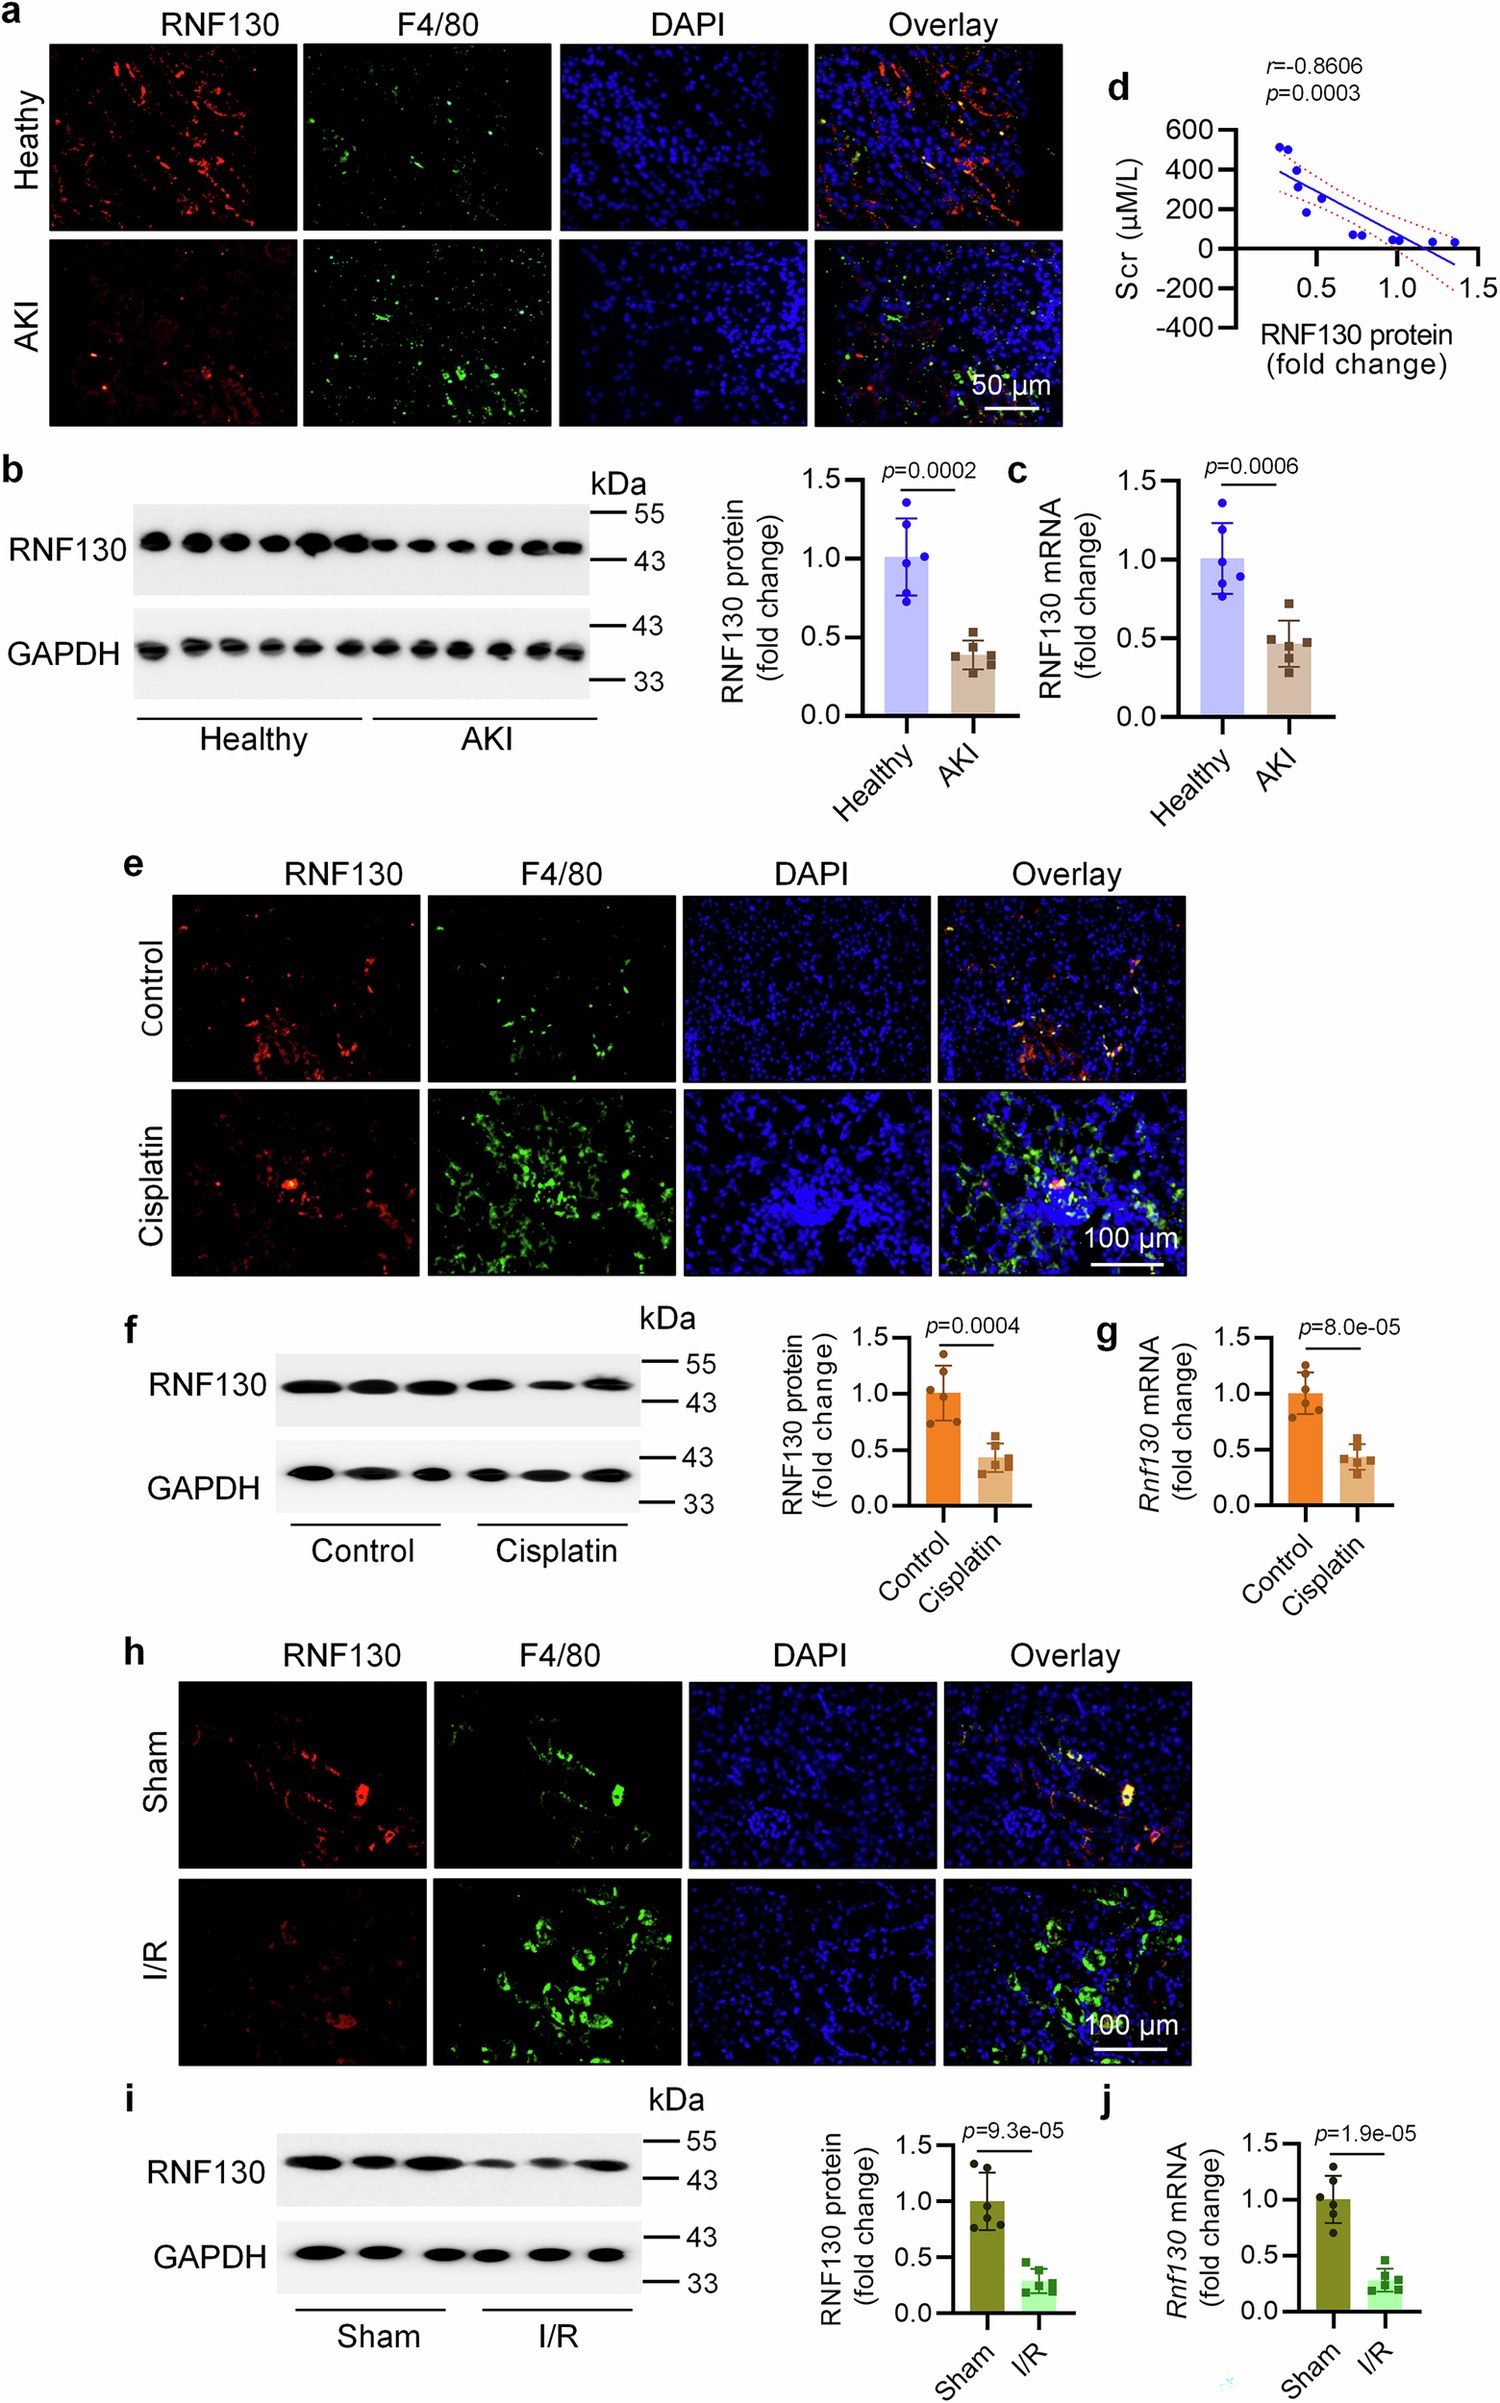 a
RNF130 F4/80 DAPI Overlay
Heathy
AKI
50 µm
d
r=-0.8606
p=0.0003
Scr (µM/L)
600
400
200
0
-200
-400
0.5 1.0 1.5
RNF130 protein
(fold change)
b
kDa
RNF130
55
43
GAPDH
43
33
Healthy AKI
RNF130 protein
(fold change)
p=0.0002
1.5
1.0
0.5
0.0
Healthy AKI
c
RNF130 mRNA
(fold change)
p=0.0006
1.5
1.0
0.5
0.0
Healthy AKI
e
RNF130 F4/80 DAPI Overlay
Control
Cisplatin
100 µm
f
kDa
RNF130
55
43
GAPDH
43
33
Control Cisplatin
RNF130 protein
(fold change)
p=0.0004
1.5
1.0
0.5
0.0
Control Cisplatin
g
Rnf130 mRNA
(fold change)
p=8.0e-05
1.5
1.0
0.5
0.0
Control Cisplatin
h
RNF130 F4/80 DAPI Overlay
Sham
I/R
100 µm
i
kDa
RNF130
55
43
GAPDH
43
33
Sham I/R
RNF130 protein
(fold change)
p=9.3e-05
1.5
1.0
0.5
0.0
Sham I/R
j
Rnf130 mRNA
(fold change)
p=1.9e-05
1.5
1.0
0.5
0.0
Sham I/R